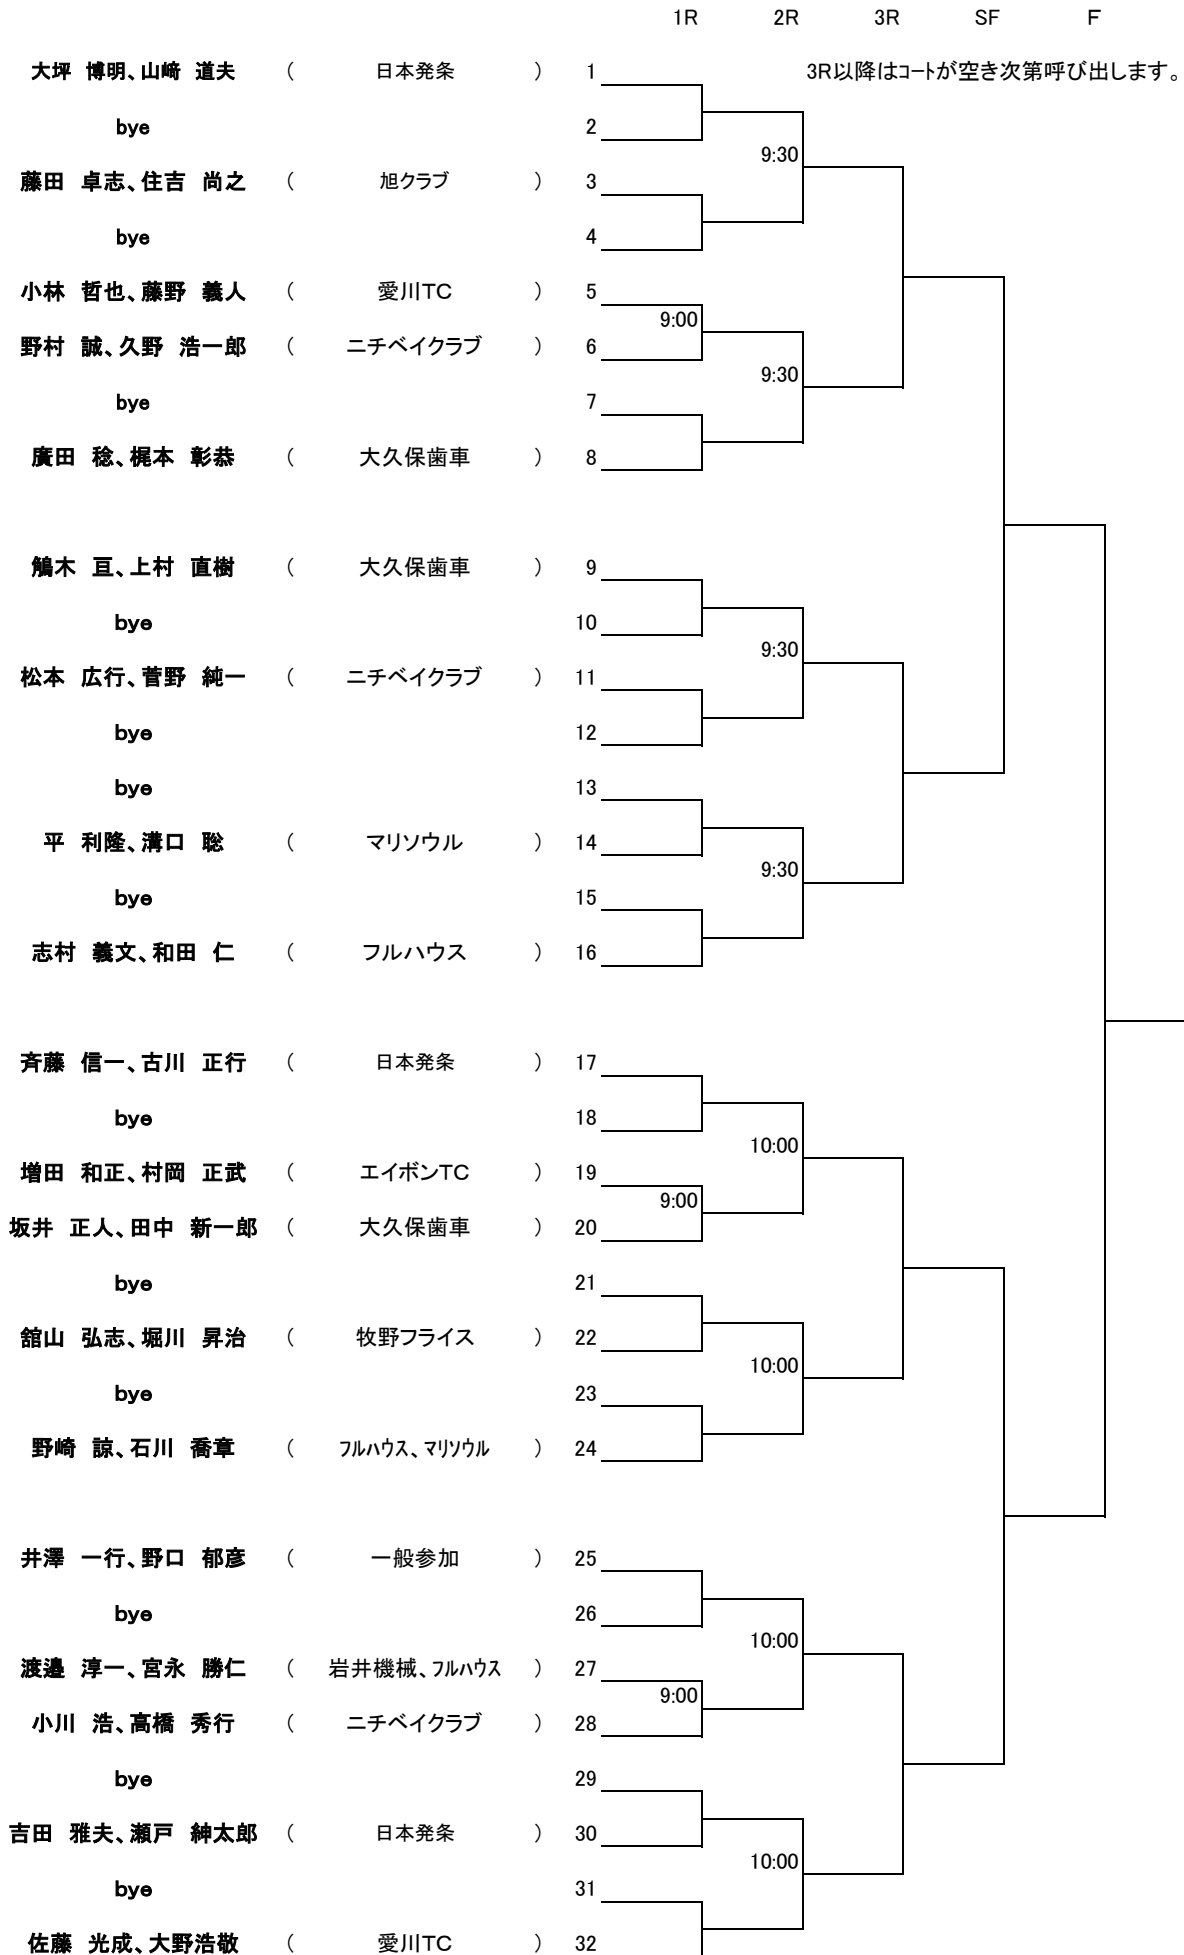 1R 2R 3R SF F
大坪 博明、山﨑 道夫 ( 日本発条 ) 1 3R以降はコートが空き次第呼び出します。
bye 2
9:30
藤田 卓志、住吉 尚之 ( 旭クラブ ) 3
bye 4
小林 哲也、藤野 義人 ( 愛川TC ) 5
9:00
野村 誠、久野 浩一郎 ( ニチベイクラブ ) 6
9:30
bye 7
廣田 稔、梶本 彰恭 ( 大久保歯車 ) 8
鵤木 亘、上村 直樹 ( 大久保歯車 ) 9
bye 10
9:30
松本 広行、菅野 純一 ( ニチベイクラブ ) 11
bye 12
bye 13
平 利隆、溝口 聡 ( マリソウル ) 14
9:30
bye 15
志村 義文、和田 仁 ( フルハウス ) 16
斉藤 信一、古川 正行 ( 日本発条 ) 17
bye 18
10:00
増田 和正、村岡 正武 ( エイボンTC ) 19
9:00
坂井 正人、田中 新一郎 ( 大久保歯車 ) 20
bye 21
舘山 弘志、堀川 昇治 ( 牧野フライス ) 22
10:00
bye 23
野崎 諒、石川 喬章 ( フルハウス、マリソウル ) 24
井澤 一行、野口 郁彦 ( 一般参加 ) 25
bye 26
10:00
渡邉 淳一、宮永 勝仁 ( 岩井機械、フルハウス ) 27
9:00
小川 浩、高橋 秀行 ( ニチベイクラブ ) 28
bye 29
吉田 雅夫、瀬戸 紳太郎 ( 日本発条 ) 30
10:00
bye 31
佐藤 光成、大野浩敬 ( 愛川TC ) 32